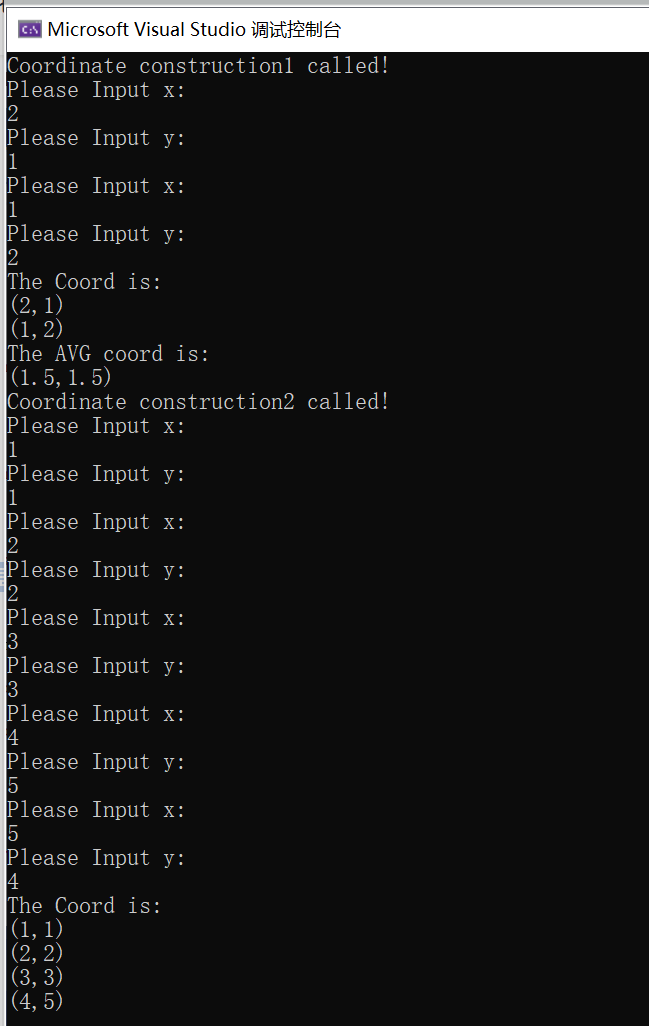 C:\ Microsoft Visual Studio 调试控制台
Coordinate construction1 called!
Please Input x:
2
Please Input y:
1
Please Input x:
1
Please Input y:
2
The Coord is:
(2,1)
(1,2)
The AVG coord is:
(1.5,1.5)
Coordinate construction2 called!
Please Input x:
1
Please Input y:
1
Please Input x:
2
Please Input y:
2
Please Input x:
3
Please Input y:
3
Please Input x:
4
Please Input y:
5
Please Input x:
5
Please Input y:
4
The Coord is:
(1,1)
(2,2)
(3,3)
(4,5)